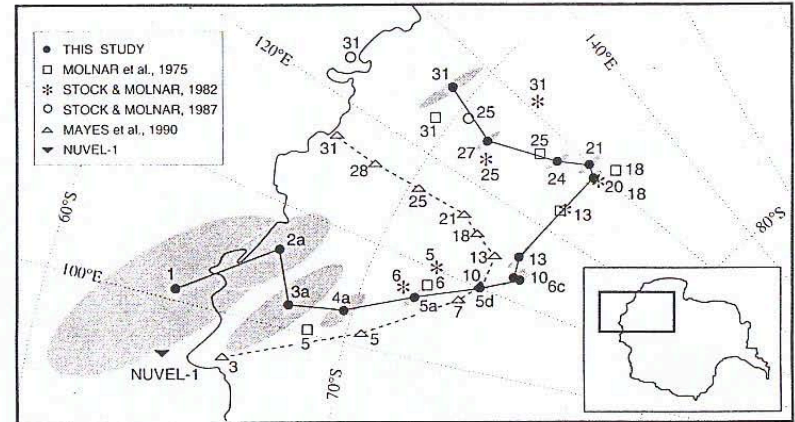 THIS STUDY
MOLNAR et al., 1975
STOCK & MOLNAR, 1982
STOCK & MOLNAR, 1987
MAYES et al., 1990
NUVEL-1
120°E
140°E
31
31
31
31
25
27
25
25
24
21
18
20
18
31
28
25
21
18
13
13
13
60°S
80°S
100°E
1
2a
3a
4a
5
6
6
10
10
6c
5a
5d
7
5
5
3
NUVEL-1
70°S